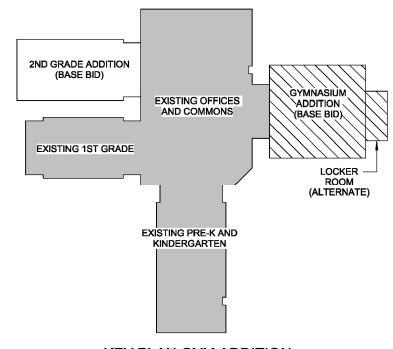 2ND GRADE ADDITION
(BASE BID)
EXISTING OFFICES
AND COMMONS
GYMNASIUM
ADDITION
(BASE BID)
EXISTING 1ST GRADE
LOCKER
ROOM
(ALTERNATE)
EXISTING PRE-K AND
KINDERGARTEN